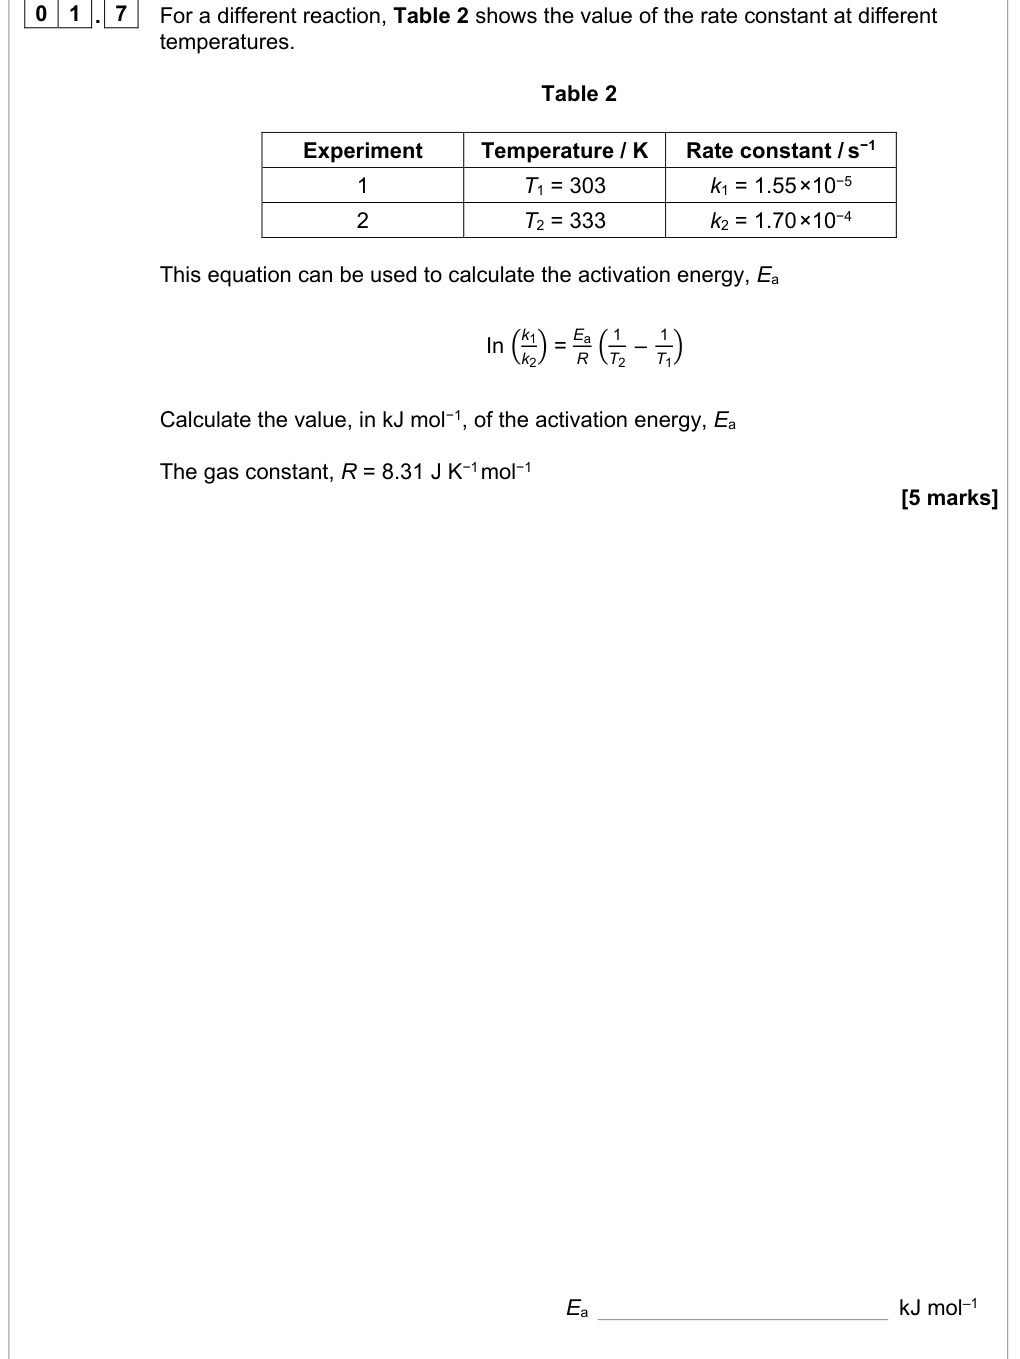 0 1 . 7 For a different reaction, Table 2 shows the value of the rate constant at different
temperatures.
Table 2
Experiment Temperature / K Rate constant / s⁻¹
1 T₁ = 303 k₁ = 1.55×10⁻⁵
2 T₂ = 333 k₂ = 1.70×10⁻⁴
This equation can be used to calculate the activation energy, Eₐ
ln (k₁/k₂) = Eₐ/R (1/T₂ – 1/T₁)
Calculate the value, in kJ mol⁻¹, of the activation energy, Eₐ
The gas constant, R = 8.31 J K⁻¹ mol⁻¹
[5 marks]
Eₐ kJ mol⁻¹